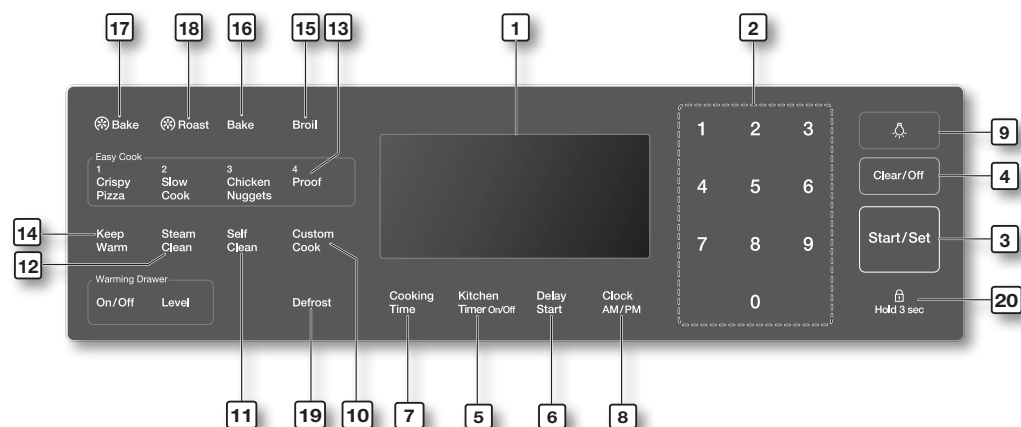 17 18 16 15 13 1 2
Bake Roast Bake Broil
1 2 3
9
Easy Cook
1 2 3 4
Crispy Pizza
Slow Cook
Chicken Nuggets
Proof
Clear/Off
4
4 5 6
14
Keep Warm
Steam Clean
Self Clean
Custom Cook
12
7 8 9
Start/Set
3
Warming Drawer
On/Off Level
Defrost
Cooking Time
Kitchen Timer On/Off
Delay Start
Clock AM/PM
0
Hold 3 sec
20
11 19 10 7 5 6 8